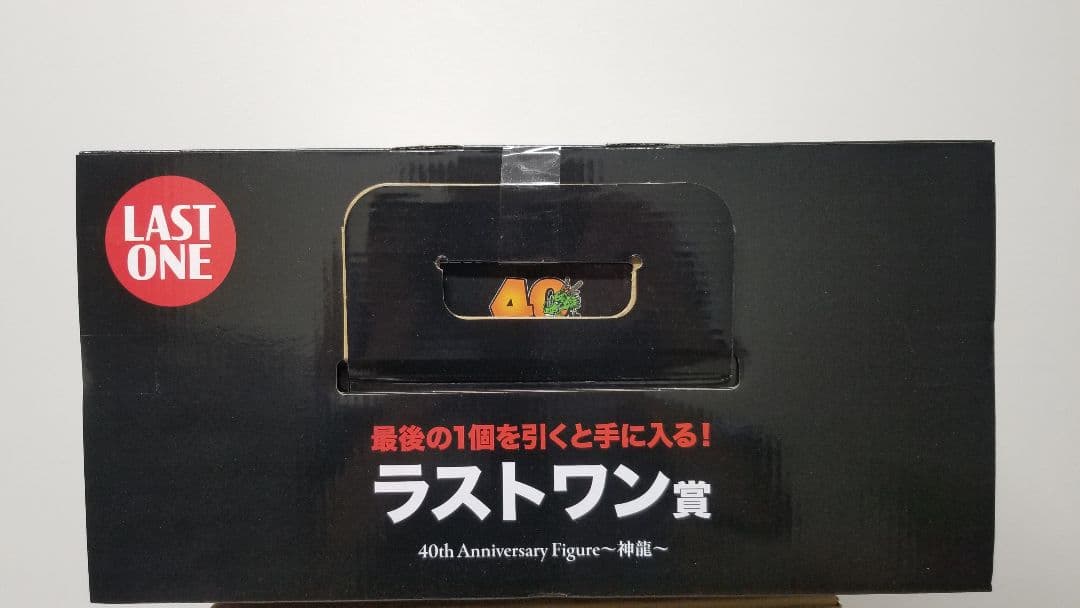 LAST
ONE
40
最後の1個を引くと手に入る!
ラストワン賞
40th Anniversary Figure～神龍～